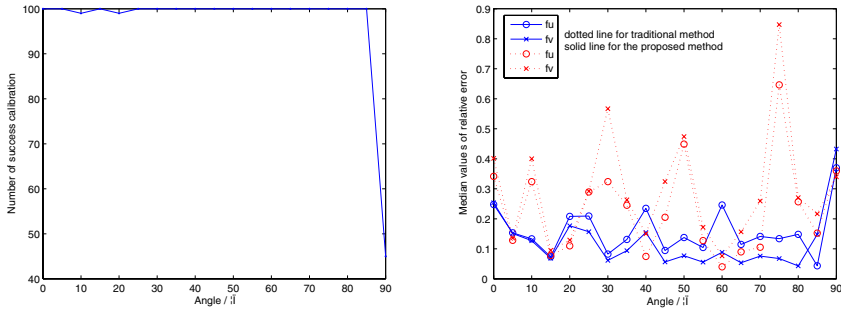 100
90
80
70
60
50
40
0 10 20 30 40 50 60 70 80 90
Number of success calibration
Angle / ¦Ï
0.9
0.8
0.7
0.6
0.5
0.4
0.3
0.2
0.1
0
0 10 20 30 40 50 60 70 80 90
Median value s of relative error
Angle / ¦Ï
fu
fv
fu
fv
dotted line for traditional method
solid line for the proposed method